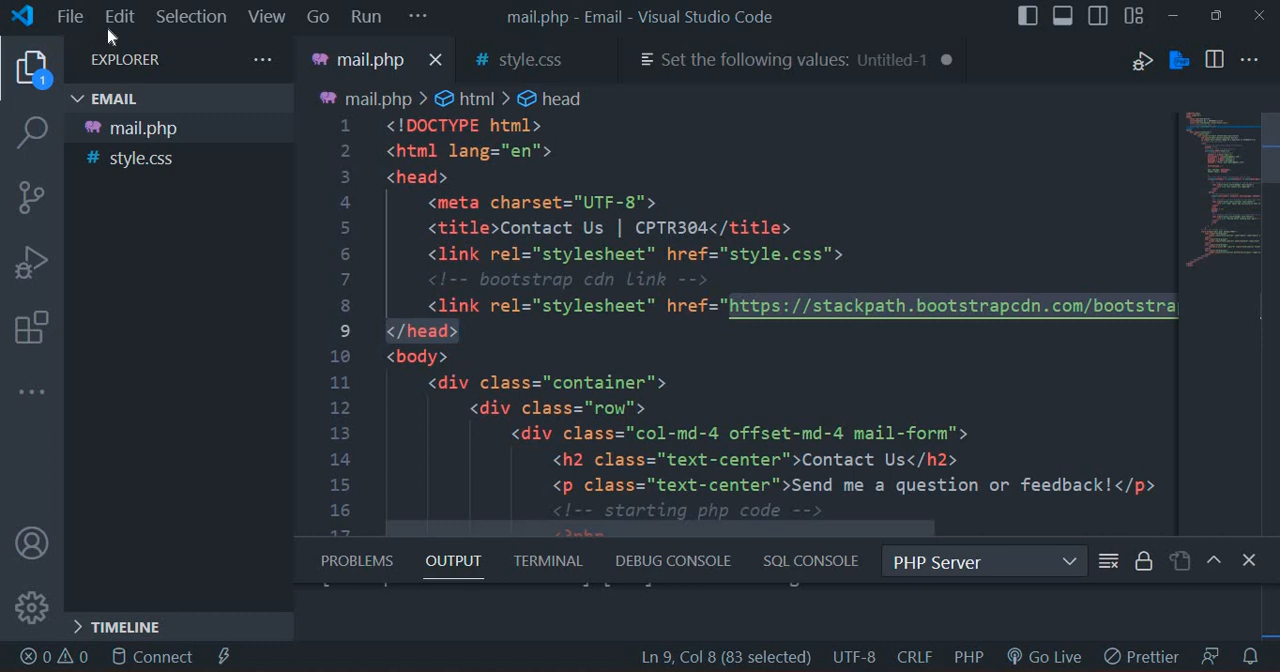 File Edit Selection View Go Run ··· mail.php - Email - Visual Studio Code
EXPLORER ···
mail.php
style.css
Set the following values: Untitled-1
1
EMAIL
mail.php
style.css
mail.php > html > head
1 <!DOCTYPE html>
2 <html lang="en">
3 <head>
4 <meta charset="UTF-8">
5 <title>Contact Us | CPTR304</title>
6 <link rel="stylesheet" href="style.css">
7 <!-- bootstrap cdn link -->
8 <link rel="stylesheet" href="https://stackpath.bootstrapcdn.com/bootstrap
9 </head>
10 <body>
11 <div class="container">
12 <div class="row">
13 <div class="col-md-4 offset-md-4 mail-form">
14 <h2 class="text-center">Contact Us</h2>
15 <p class="text-center">Send me a question or feedback!</p>
16 <!-- starting php code -->
17 <?php
PROBLEMS OUTPUT TERMINAL DEBUG CONSOLE SQL CONSOLE PHP Server
TIMELINE
0 0 Connect Ln 9, Col 8 (83 selected) UTF-8 CRLF PHP Go Live Prettier